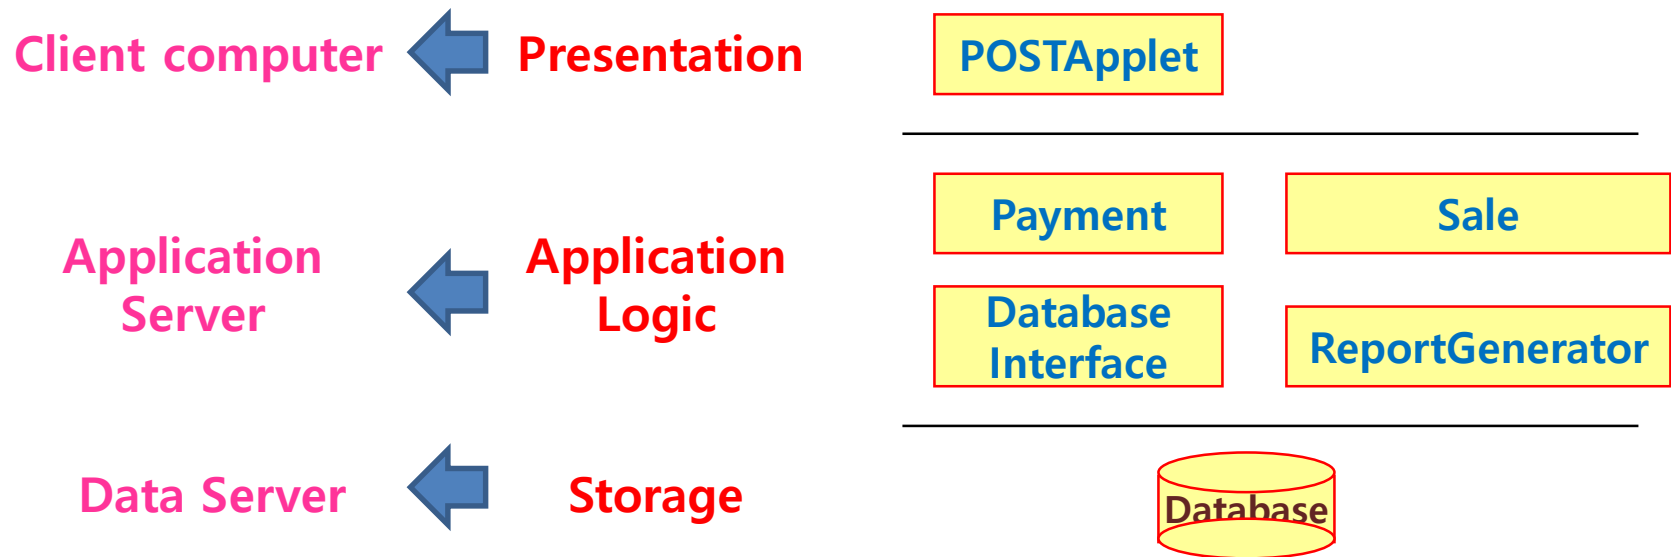 Client computer
Presentation
POSTApplet
Payment
Sale
Application
Server
Application
Logic
Database
Interface
ReportGenerator
Data Server
Storage
Database